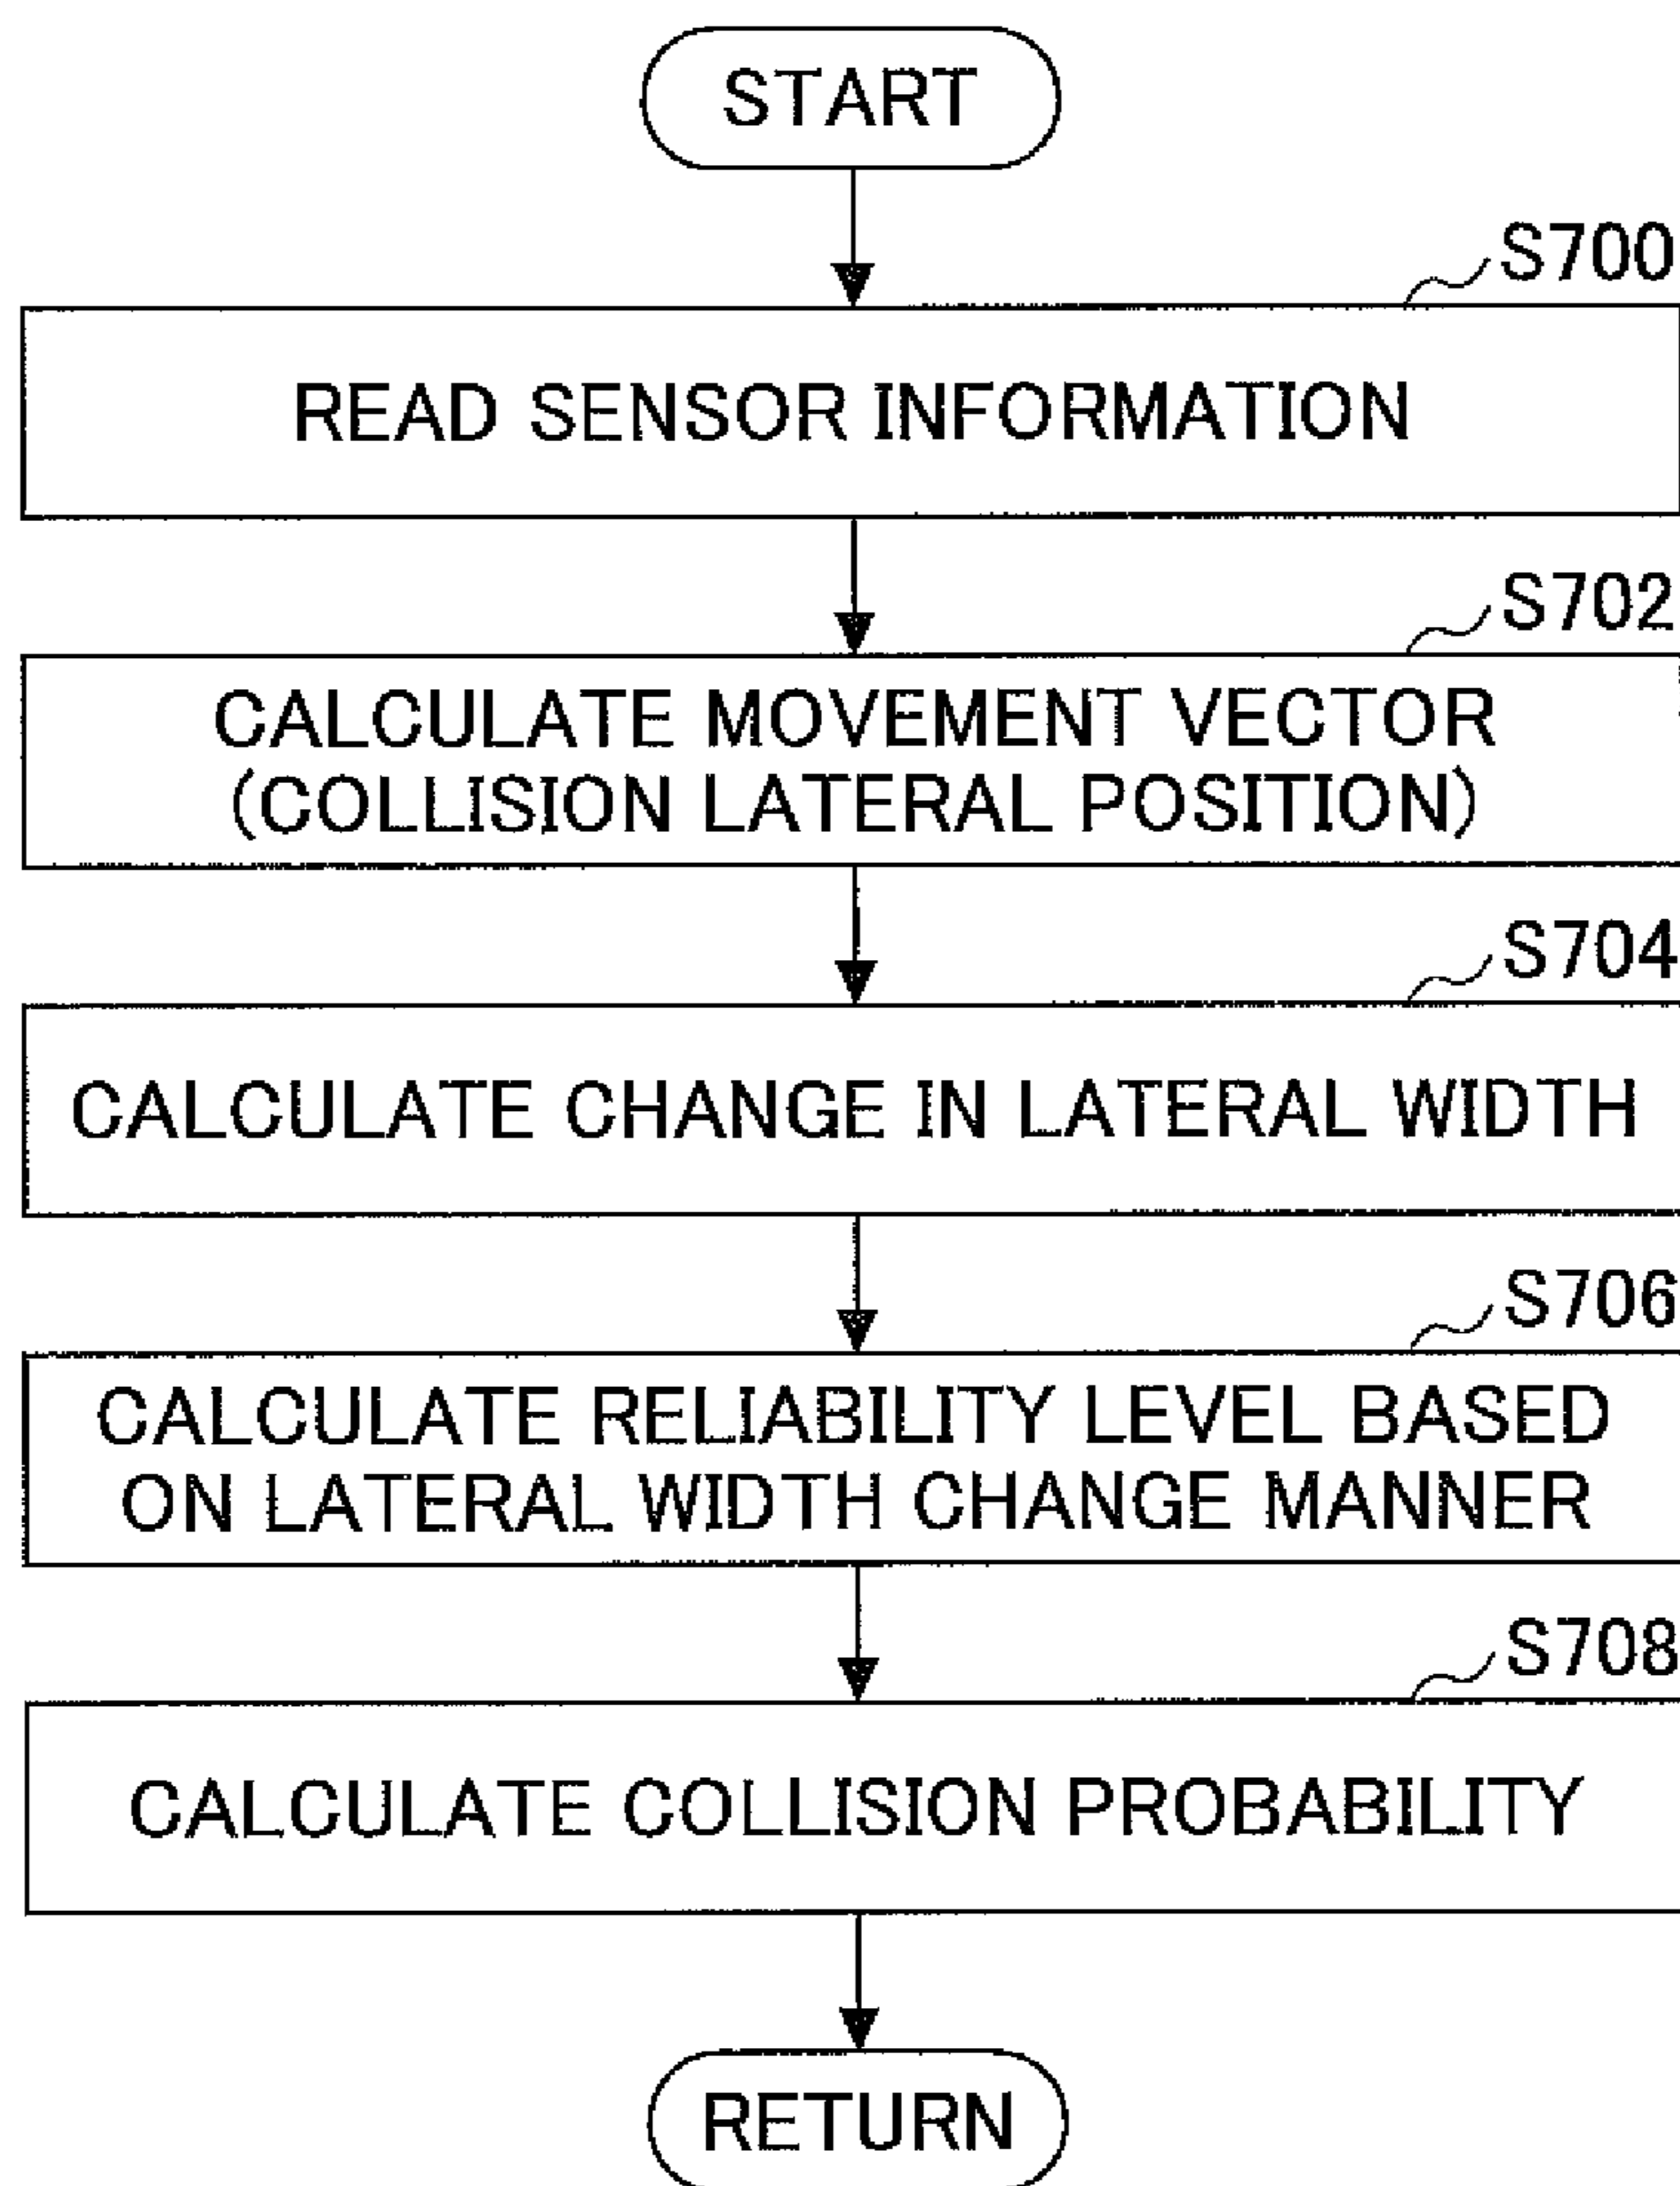 START
S700
READ SENSOR INFORMATION
S702
CALCULATE MOVEMENT VECTOR
(COLLISION LATERAL POSITION)
S704
CALCULATE CHANGE IN LATERAL WIDTH
S706
CALCULATE RELIABILITY LEVEL BASED
ON LATERAL WIDTH CHANGE MANNER
S708
CALCULATE COLLISION PROBABILITY
RETURN